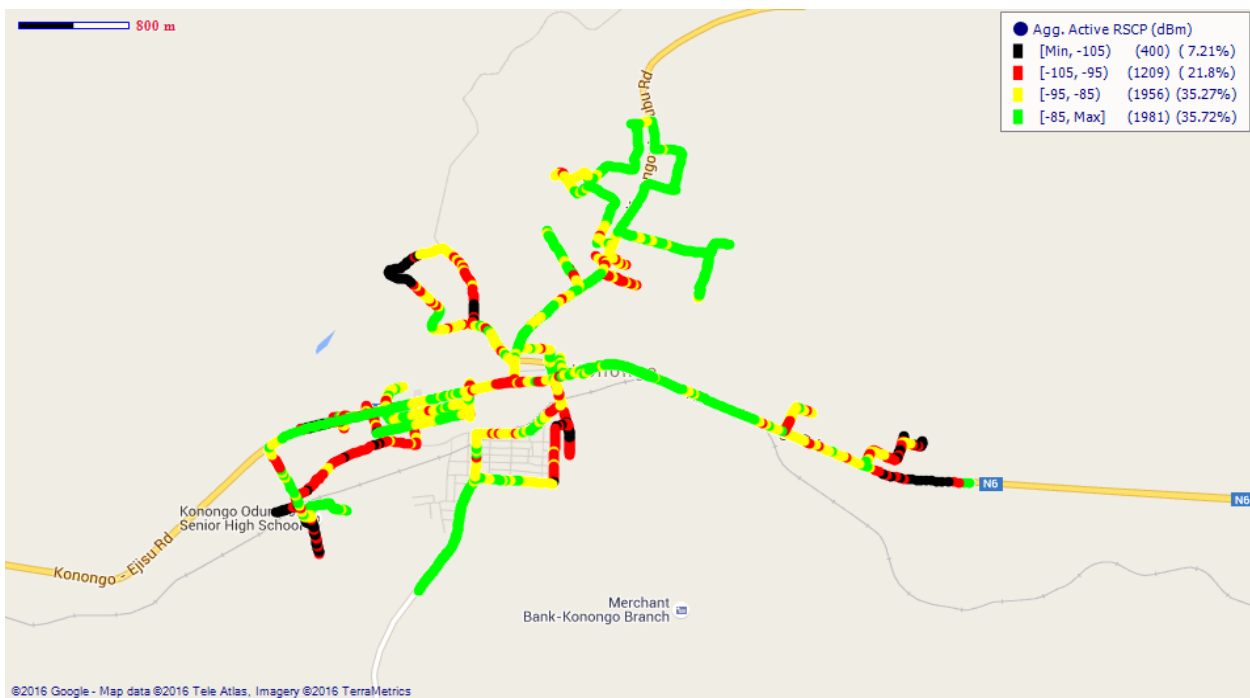 800 m
Agg. Active RSCP (dBm)
[Min, -105) (400) ( 7.21%)
[-105, -95) (1209) ( 21.8%)
[-95, -85) (1956) (35.27%)
[-85, Max] (1981) (35.72%)
N6
N6
Senior High School
Konongo - Ejisu Rd
Merchant
Bank-Konongo Branch
©2016 Google - Map data ©2016 Tele Atlas, Imagery ©2016 TerraMetrics